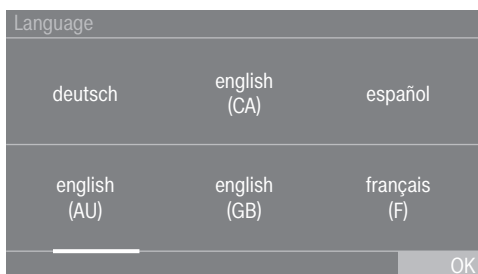 Language
deutsch
english
(CA)
español
english
(AU)
english
(GB)
français
(F)
OK